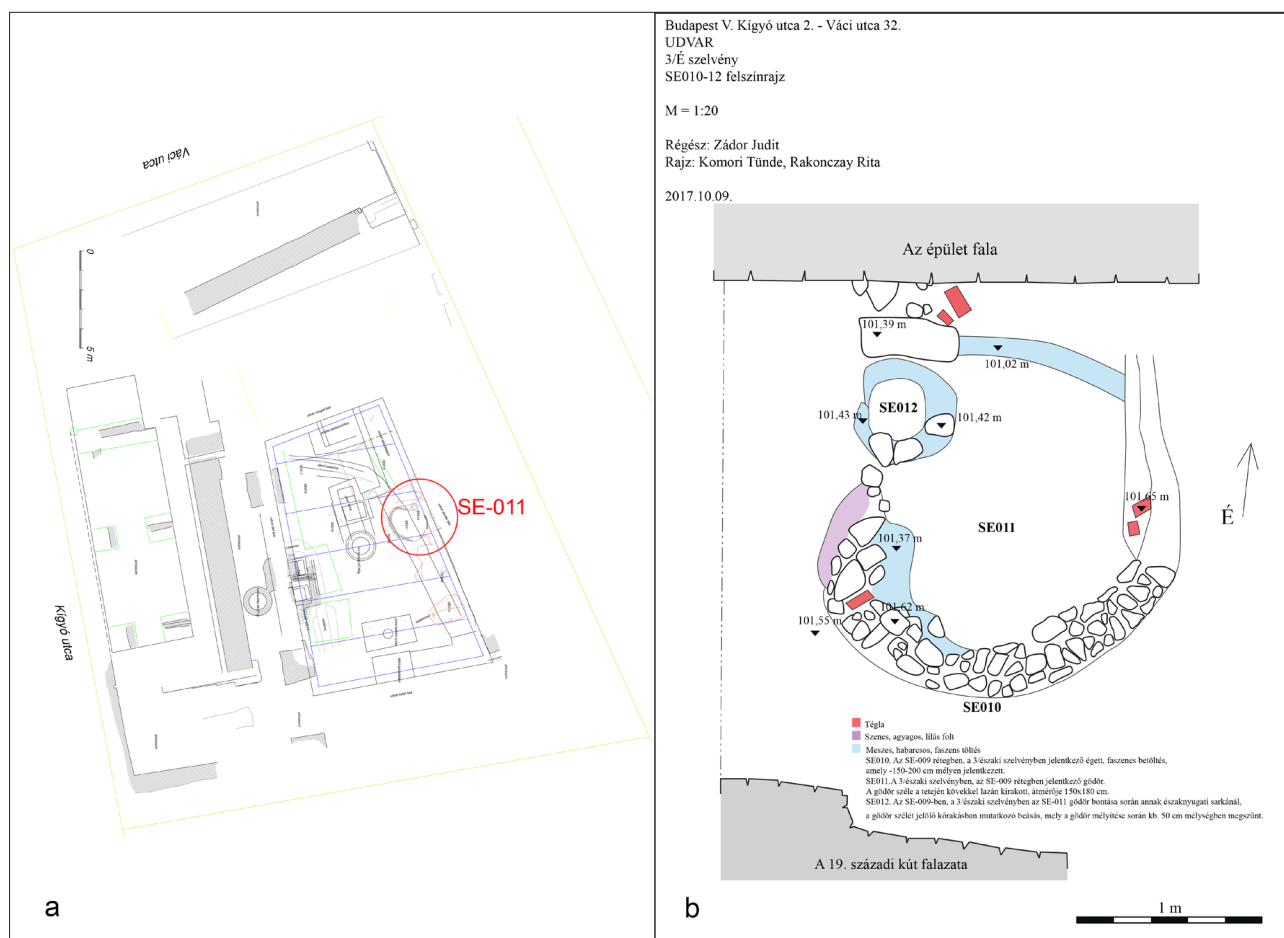 Váci utca
0
5 m
SE-011
Kígyó utca
a
Budapest V. Kígyó utca 2. - Váci utca 32.
UDVAR
3/É szelvény
SE010-12 felszínrajz
M = 1:20
Régész: Zádor Judit
Rajz: Komori Tünde, Rakonczay Rita
2017.10.09.
Az épület fala
101,39 m
101,02 m
SE012
101,43 m
101,42 m
101,65 m
É
SE011
101,37 m
101,62 m
101,55 m
SE010
Tégla
Szenes, agyagos, lilás folt
Meszes, habarcsos, faszens töltés
SE010. Az SE-009 rétegben, a 3/északi szelvényben jelentkező égett, faszenes betöltés,
amely -150-200 cm mélyen jelentkezett.
SE011.A 3/északi szelvényben, az SE-009 rétegben jelentkező gödör.
A gödör széle a tetején kövekkel lazán kirakott, átmérője 150x180 cm.
SE012. Az SE-009-ben, a 3/északi szelvényben az SE-011 gödör bontása során annak északnyugati sarkánál,
a gödör szélét jelölő kőrakásban mutatkozó beásás, mely a gödör mélyítése során kb. 50 cm mélységben megszűnt.
A 19. századi kút falazata
b
1 m